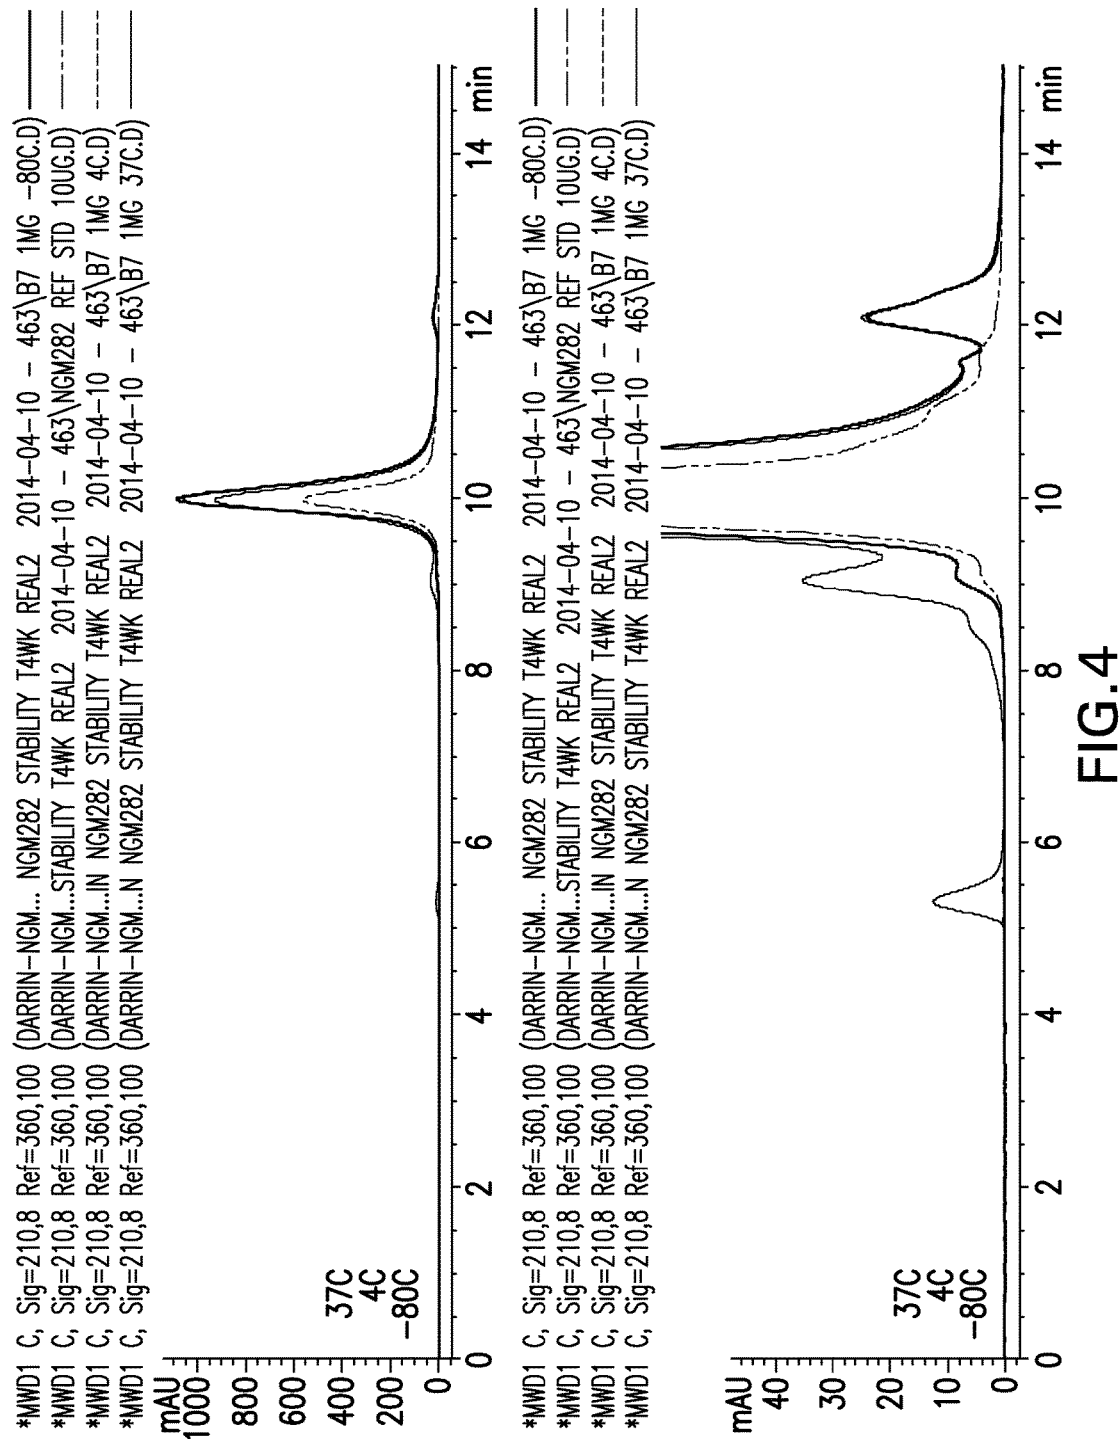 *MWD1 C, Sig=210,8 Ref=360,100 (DARRIN-NGM... NGM282 STABILITY T4WK REAL2 2014-04-10 - 463\B7 1MG -80C.D)
*MWD1 C, Sig=210,8 Ref=360,100 (DARRIN-NGM...STABILITY T4WK REAL2 2014-04-10 - 463\NGM282 REF STD 10UG.D)
*MWD1 C, Sig=210,8 Ref=360,100 (DARRIN-NGM...IN NGM282 STABILITY T4WK REAL2 2014-04-10 - 463\B7 1MG 4C.D)
*MWD1 C, Sig=210,8 Ref=360,100 (DARRIN-NGM...N NGM282 STABILITY T4WK REAL2 2014-04-10 - 463\B7 1MG 37C.D)
mAU
1000
800
600
400
200
0
37C
4C
-80C
0 2 4 6 8 10 12 14 min
*MWD1 C, Sig=210,8 Ref=360,100 (DARRIN-NGM... NGM282 STABILITY T4WK REAL2 2014-04-10 - 463\B7 1MG -80C.D)
*MWD1 C, Sig=210,8 Ref=360,100 (DARRIN-NGM...STABILITY T4WK REAL2 2014-04-10 - 463\NGM282 REF STD 10UG.D)
*MWD1 C, Sig=210,8 Ref=360,100 (DARRIN-NGM...IN NGM282 STABILITY T4WK REAL2 2014-04-10 - 463\B7 1MG 4C.D)
*MWD1 C, Sig=210,8 Ref=360,100 (DARRIN-NGM...N NGM282 STABILITY T4WK REAL2 2014-04-10 - 463\B7 1MG 37C.D)
mAU
40
30
20
10
0
37C
4C
-80C
0 2 4 6 8 10 12 14 min
FIG.4